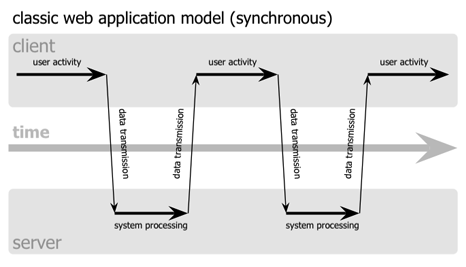 classic web application model (synchronous)
client
user activity
user activity
user activity
data transmission
data transmission
data transmission
data transmission
time
system processing
system processing
server